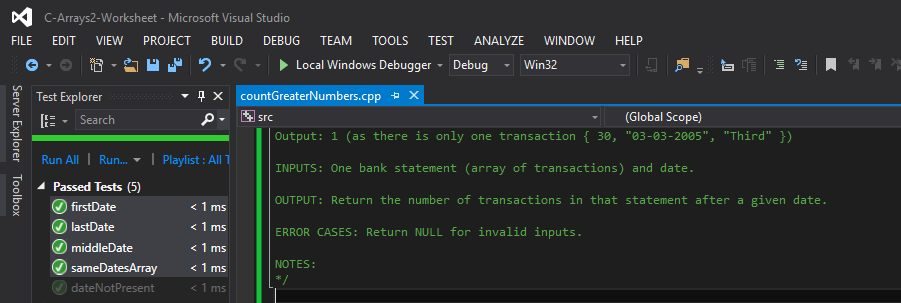 C-Arrays2-Worksheet - Microsoft Visual Studio
FILE EDIT VIEW PROJECT BUILD DEBUG TEAM TOOLS TEST ANALYZE WINDOW HELP
Local Windows Debugger Debug Win32
Server Explorer
Toolbox
Test Explorer
Search
Run All Run... Playlist : All T
Passed Tests (5)
firstDate < 1 ms
lastDate < 1 ms
middleDate < 1 ms
sameDatesArray < 1 ms
dateNotPresent < 1 ms
countGreaterNumbers.cpp
src (Global Scope)
Output: 1 (as there is only one transaction { 30, "03-03-2005", "Third" })
INPUTS: One bank statement (array of transactions) and date.
OUTPUT: Return the number of transactions in that statement after a given date.
ERROR CASES: Return NULL for invalid inputs.
NOTES:
*/